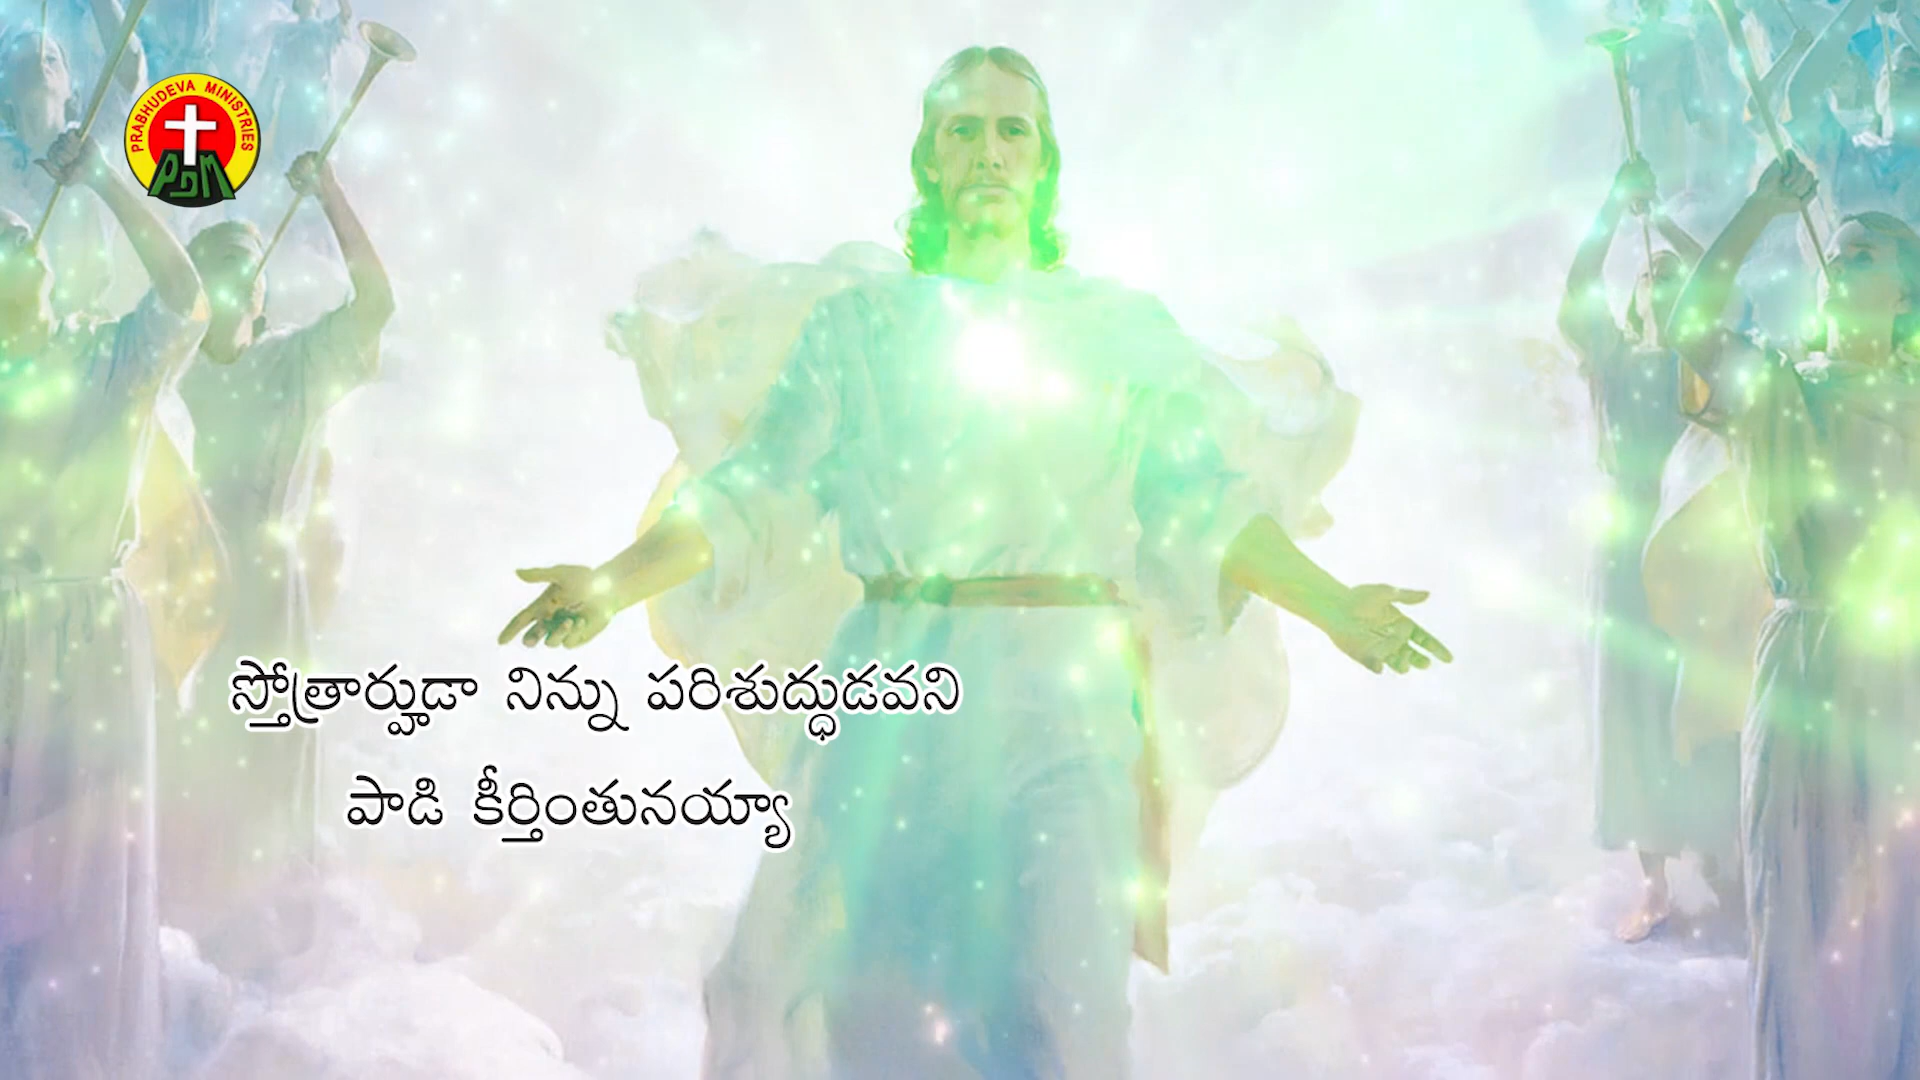 PRABHUDEVA MINISTRIES
PDM
స్తోత్రార్హుడా నిన్ను పరిశుద్ధుడవని
పాడి కీర్తింతునయ్యా